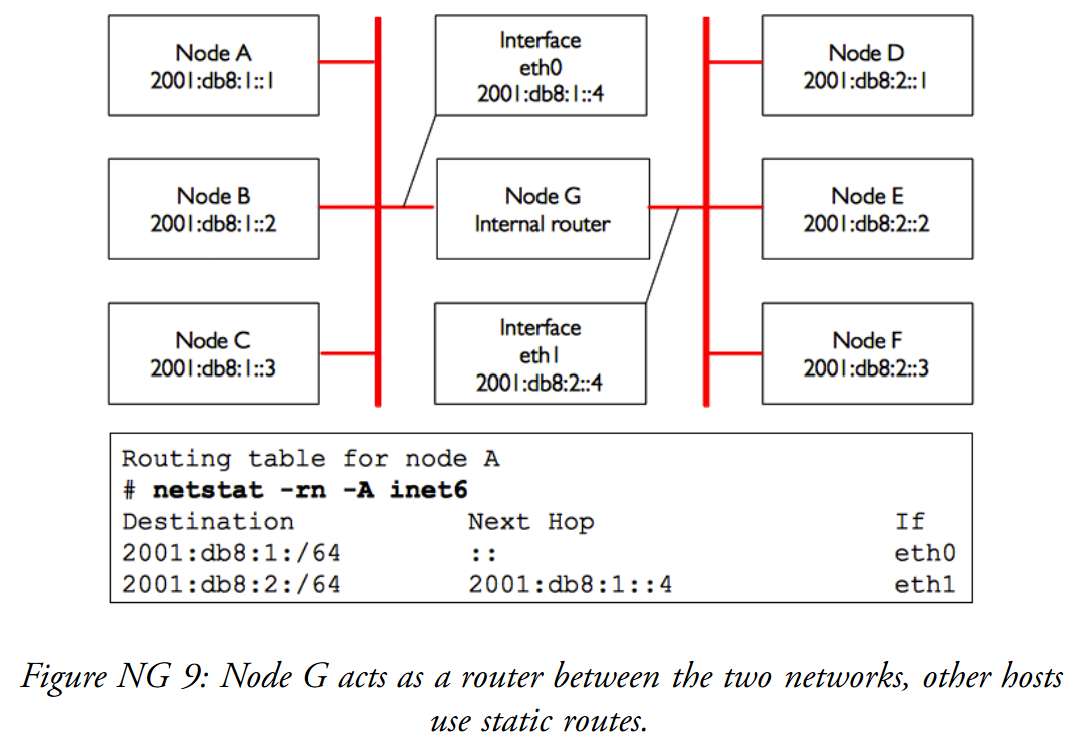 Node A
2001:db8:1::1
Interface
eth0
2001:db8:1::4
Node D
2001:db8:2::1
Node B
2001:db8:1::2
Node G
Internal router
Node E
2001:db8:2::2
Node C
2001:db8:1::3
Interface
eth1
2001:db8:2::4
Node F
2001:db8:2::3
Routing table for node A
# netstat -rn -A inet6
Destination Next Hop If
2001:db8:1:/64 :: eth0
2001:db8:2:/64 2001:db8:1::4 eth1
Figure NG 9: Node G acts as a router between the two networks, other hosts
use static routes.